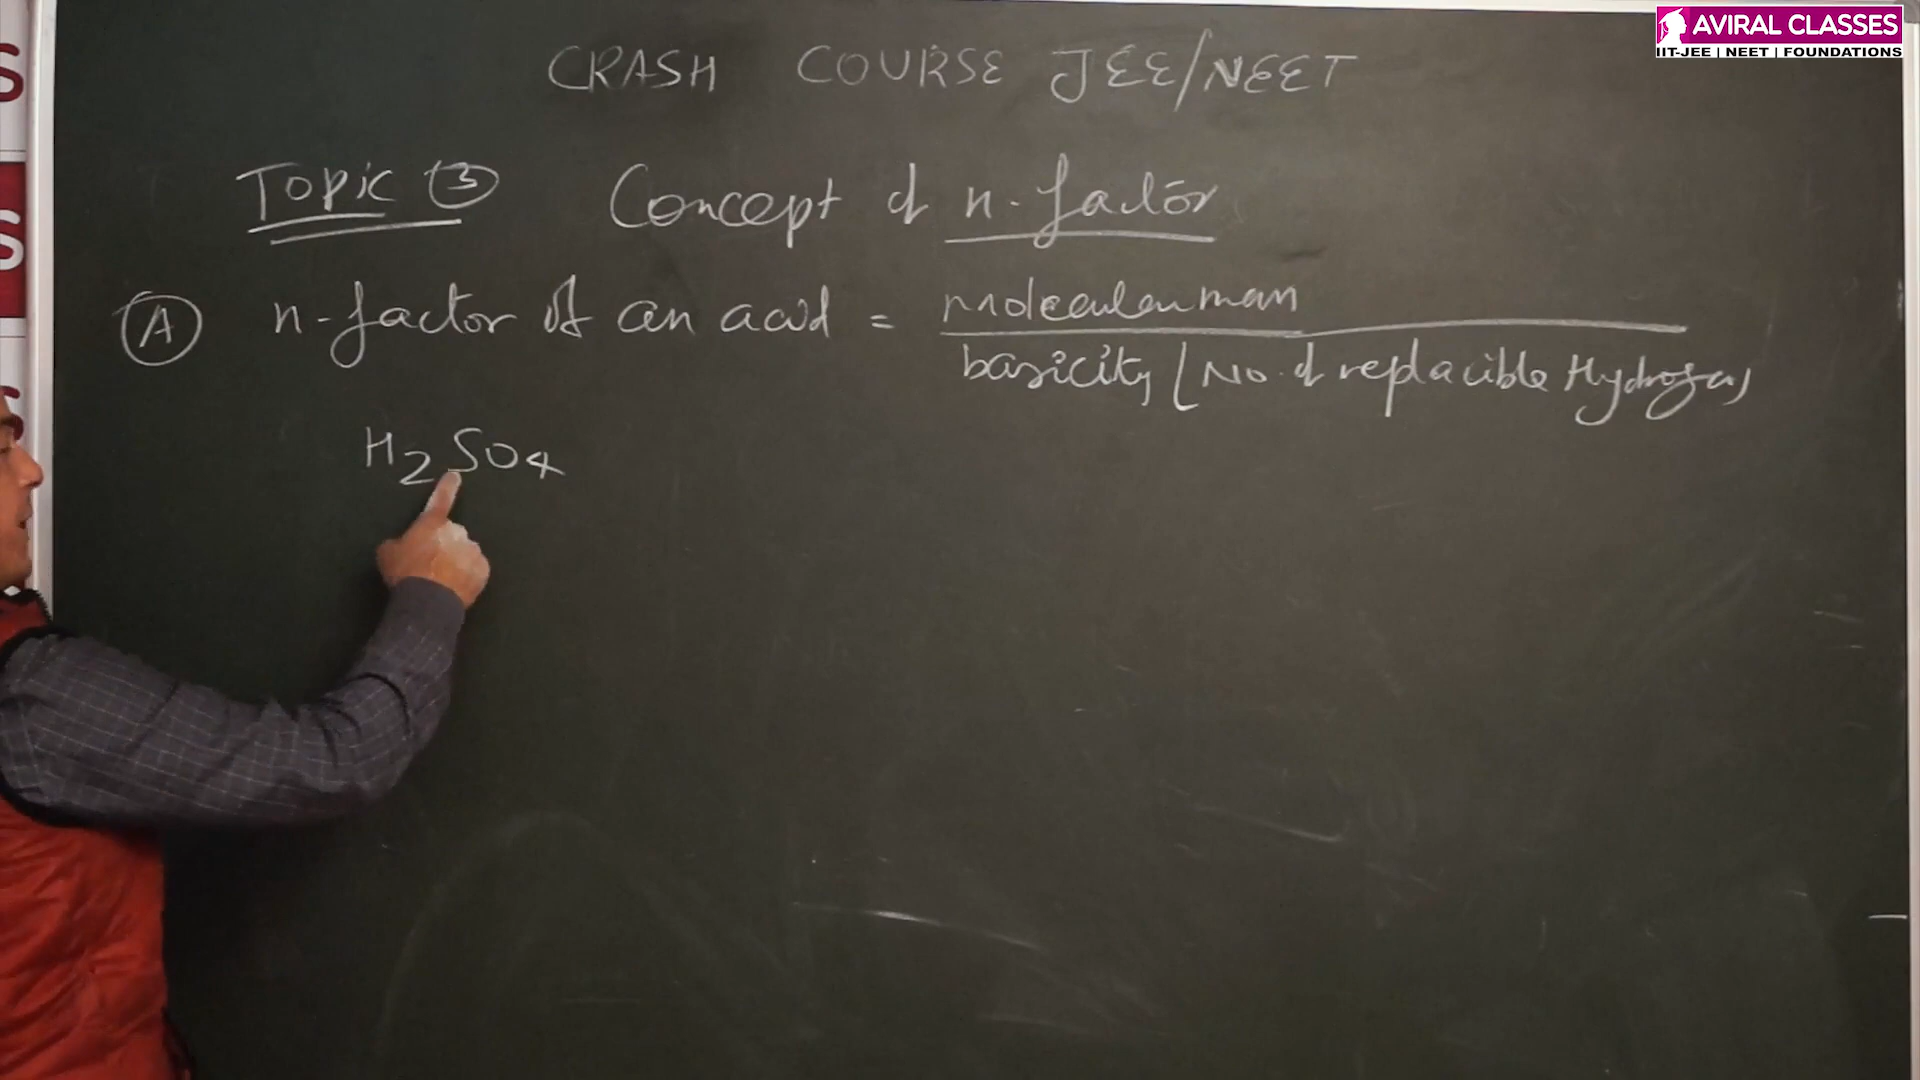 AVIRAL CLASSES
IIT-JEE | NEET | FOUNDATIONS
CRASH COURSE JEE/NEET
Topic ③ Concept of n-factor
Ⓐ n-factor of an acid = molecular mass
basicity (No. of replacible Hydrogen)
H2SO4
S
S